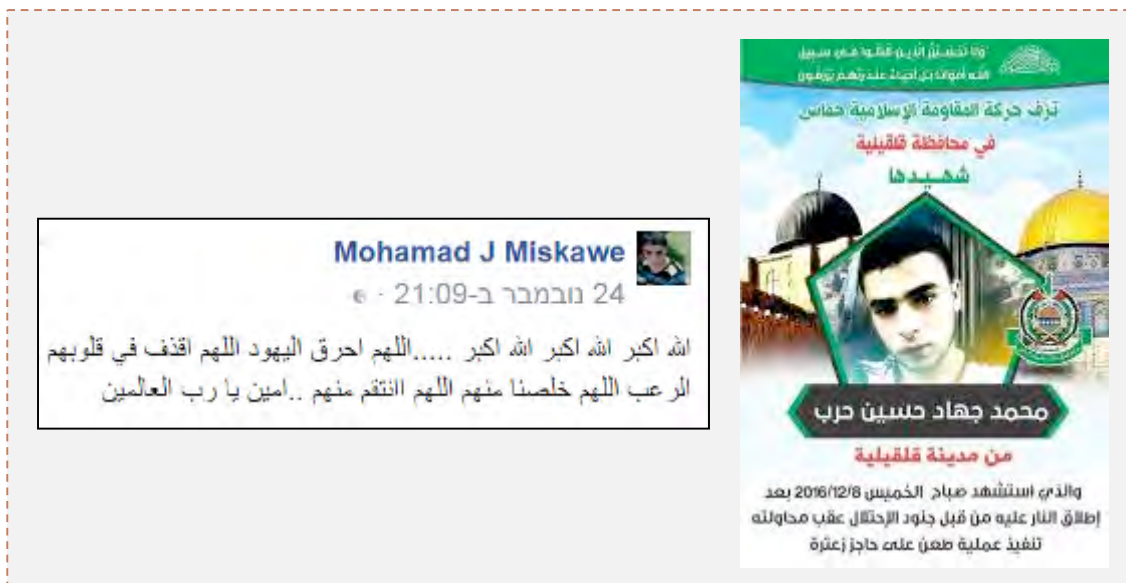 Mohamad J Miskawe
24 נובמבר ב-21:09 ·
الله اكبر الله اكبر الله اكبر .....اللهم احرق اليهود اللهم اقذف في قلوبهم
الرعب اللهم خلصنا منهم اللهم اانتقم منهم ..امين يا رب العالمين
ولا تحسبن الذين قتلوا في سبيل
الله أمواتا بل أحياء عند ربهم يرزقون
تزف حركة المقاومة الإسلامية حماس
في محافظة قلقيلية
شهيدها
محمد جهاد حسين حرب
من مدينة قلقيلية
والذي استشهد صباح الخميس 2016/12/8 بعد
إطلاق النار عليه من قبل جنود الإحتلال عقب محاولته
تنفيذ عملية طعن على حاجز زعترة